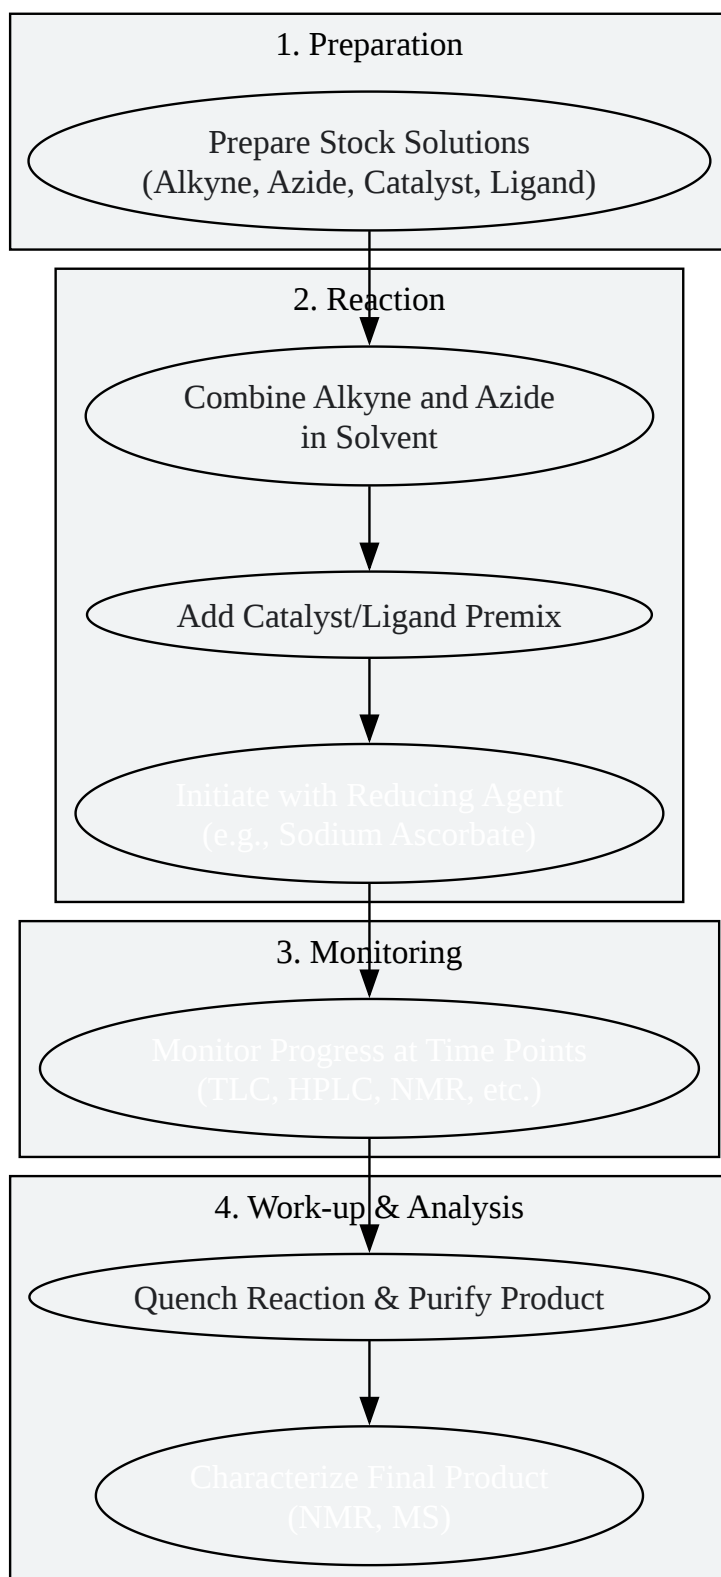 1. Preparation
Prepare Stock Solutions
(Alkyne, Azide, Catalyst, Ligand)
2. Reaction
Combine Alkyne and Azide
in Solvent
Add Catalyst/Ligand Premix
Initiate with Reducing Agent
(e.g., Sodium Ascorbate)
3. Monitoring
Monitor Progress at Time Points
(TLC, HPLC, NMR, etc.)
4. Work-up & Analysis
Quench Reaction & Purify Product
Characterize Final Product
(NMR, MS)